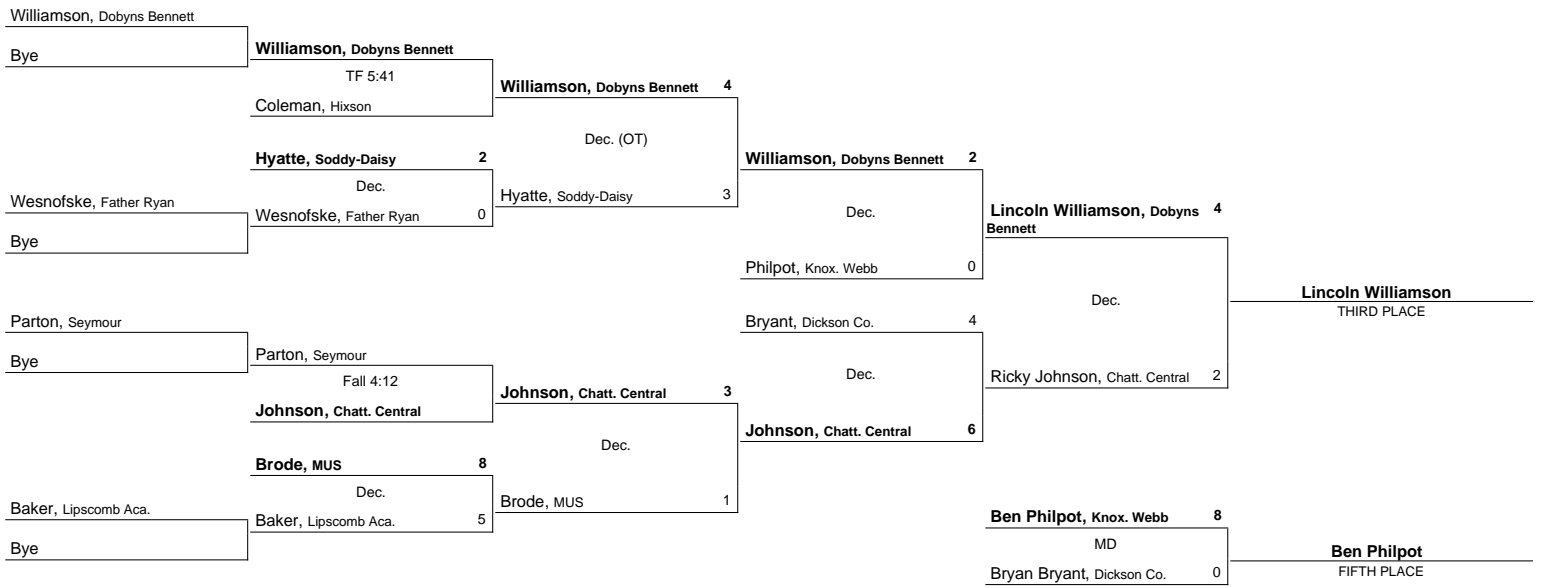 Williamson, Dobyns Bennett
Bye
Williamson, Dobyns Bennett
TF 5:41
Coleman, Hixson
Williamson, Dobyns Bennett 4
Dec. (OT)
Hyatte, Soddy-Daisy 2
Dec.
Wesnofske, Father Ryan 0
Hyatte, Soddy-Daisy 3
Wesnofske, Father Ryan
Bye
Williamson, Dobyns Bennett 2
Dec.
Philpot, Knox. Webb 0
Lincoln Williamson, Dobyns 4
Bennett
Dec.
Lincoln Williamson
THIRD PLACE
Parton, Seymour
Bye
Parton, Seymour
Fall 4:12
Johnson, Chatt. Central
Johnson, Chatt. Central 3
Dec.
Bryant, Dickson Co. 4
Dec.
Johnson, Chatt. Central 6
Ricky Johnson, Chatt. Central 2
Brode, MUS 8
Dec.
Baker, Lipscomb Aca. 5
Brode, MUS 1
Baker, Lipscomb Aca.
Bye
Ben Philpot, Knox. Webb 8
MD
Bryan Bryant, Dickson Co. 0
Ben Philpot
FIFTH PLACE